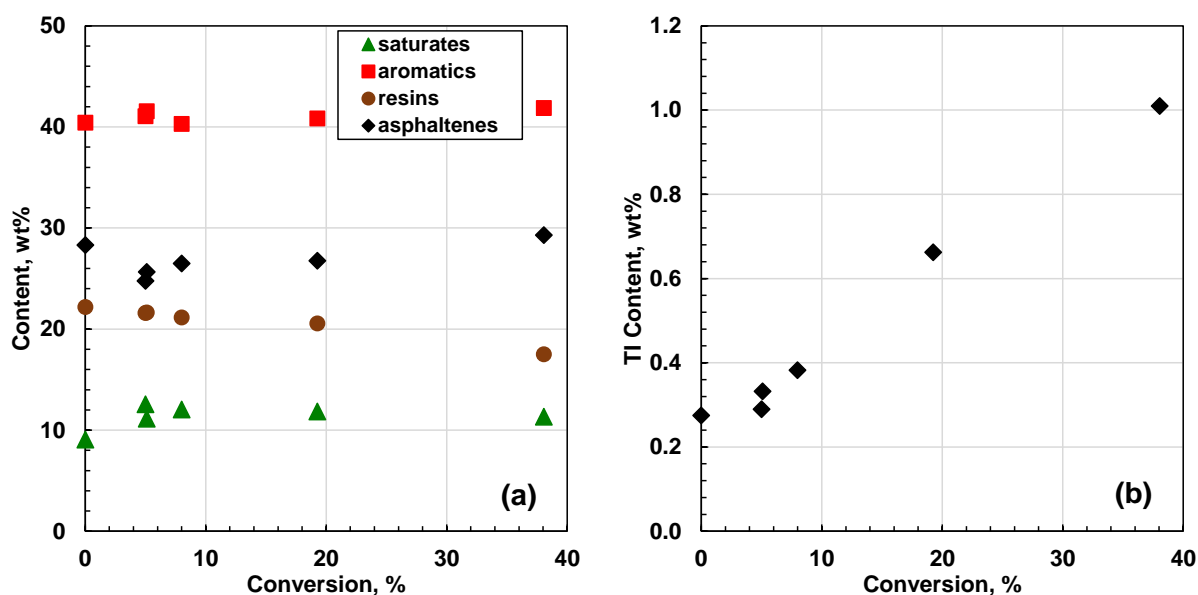 50
40
30
20
10
0
Content, wt%
saturates
aromatics
resins
asphaltenes
(a)
0 10 20 30 40
Conversion, %
1.2
1.0
0.8
0.6
0.4
0.2
0.0
TI Content, wt%
(b)
0 10 20 30 40
Conversion, %